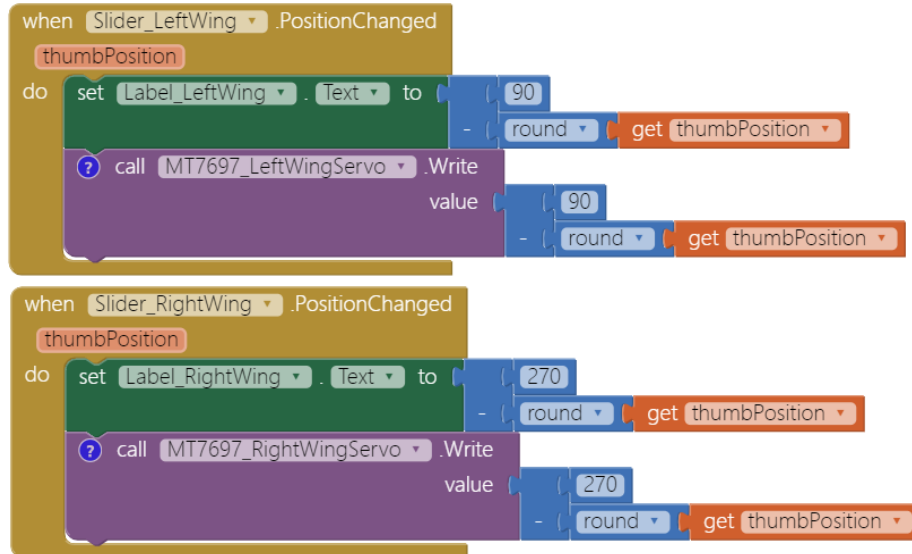 when Slider_LeftWing .PositionChanged
thumbPosition
do set Label_LeftWing . Text to 90
- round get thumbPosition
? call MT7697_LeftWingServo .Write
value 90
- round get thumbPosition
when Slider_RightWing .PositionChanged
thumbPosition
do set Label_RightWing . Text to 270
- round get thumbPosition
? call MT7697_RightWingServo .Write
value 270
- round get thumbPosition